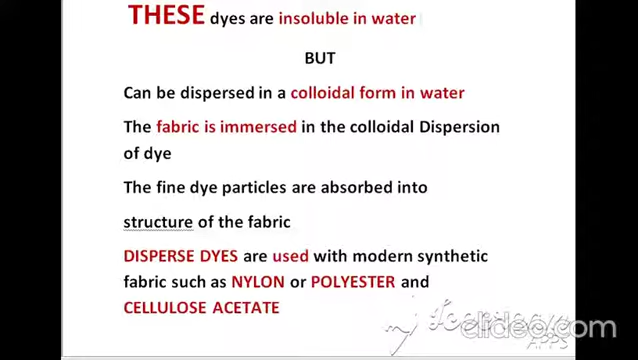 THESE dyes are insoluble in water
BUT
Can be dispersed in a colloidal form in water
The fabric is immersed in the colloidal Dispersion
of dye
The fine dye particles are absorbed into
structure of the fabric
DISPERSE DYES are used with modern synthetic
fabric such as NYLON or POLYESTER and
CELLULOSE ACETATE
clideo.com
APPS